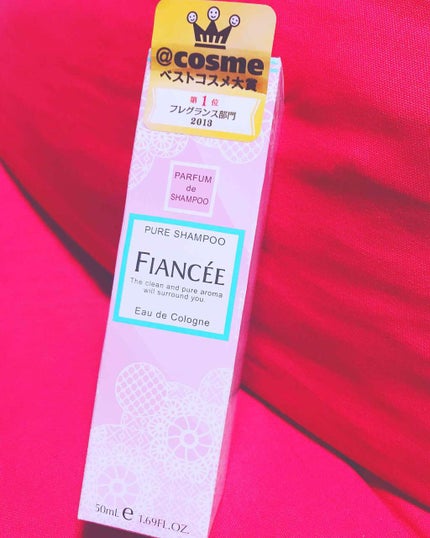 @cosme
ベストコスメ大賞
第1位
フレグランス部門
2013
PARFUM
de
SHAMPOO
PURE SHAMPOO
FIANCÉE
The clean and pure aroma
will surround you.
Eau de Cologne
50mL e 1.69FL.OZ.